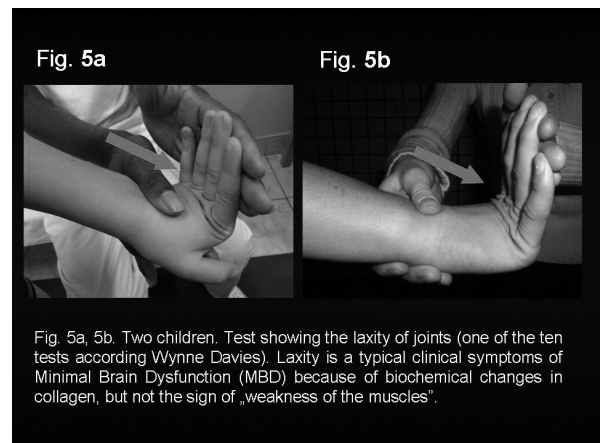 Fig. 5a
Fig. 5b
Fig. 5a, 5b. Two children. Test showing the laxity of joints (one of the ten
tests according Wynne Davies). Laxity is a typical clinical symptoms of
Minimal Brain Dysfunction (MBD) because of biochemical changes in
collagen, but not the sign of „weakness of the muscles”.